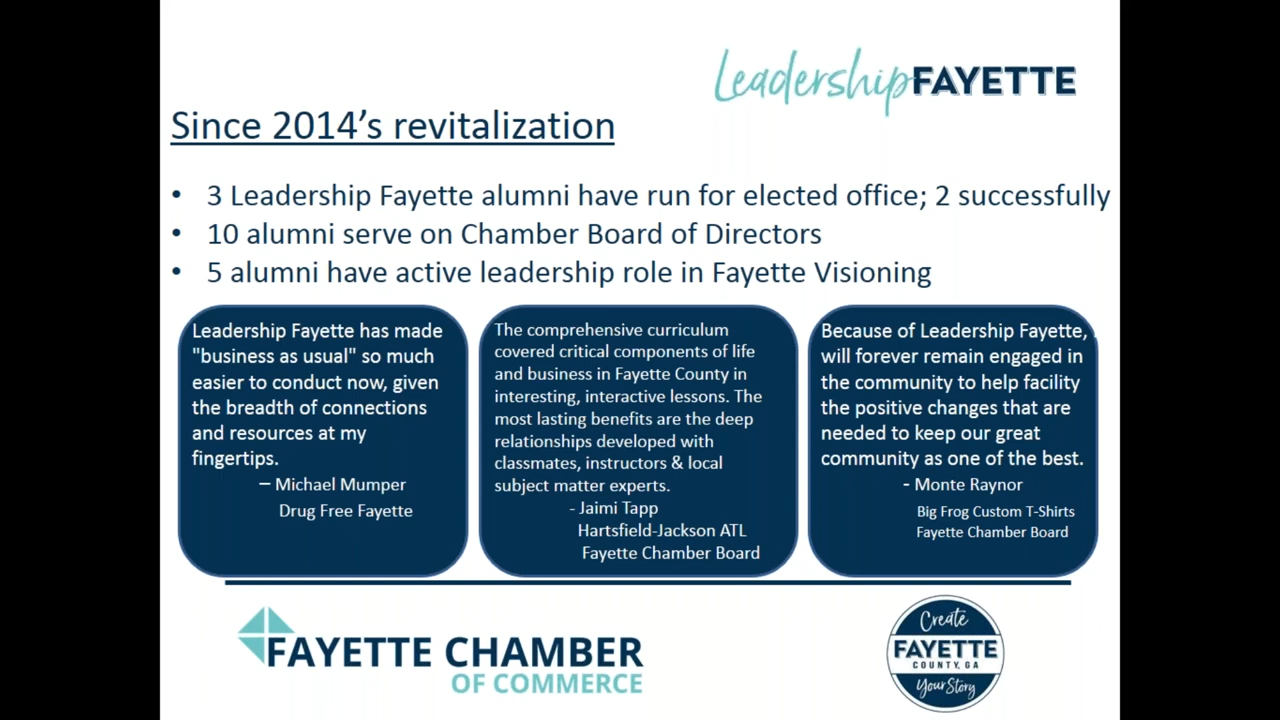 Leadership FAYETTE
Since 2014's revitalization
• 3 Leadership Fayette alumni have run for elected office; 2 successfully
• 10 alumni serve on Chamber Board of Directors
• 5 alumni have active leadership role in Fayette Visioning
Leadership Fayette has made
"business as usual" so much
easier to conduct now, given
the breadth of connections
and resources at my
fingertips.
– Michael Mumper
Drug Free Fayette
The comprehensive curriculum
covered critical components of life
and business in Fayette County in
interesting, interactive lessons. The
most lasting benefits are the deep
relationships developed with
classmates, instructors & local
subject matter experts.
- Jaimi Tapp
Hartsfield-Jackson ATL
Fayette Chamber Board
Because of Leadership Fayette,
will forever remain engaged in
the community to help facility
the positive changes that are
needed to keep our great
community as one of the best.
- Monte Raynor
Big Frog Custom T-Shirts
Fayette Chamber Board
FAYETTE CHAMBER
OF COMMERCE
Create
FAYETTE
COUNTY, GA
Your Story